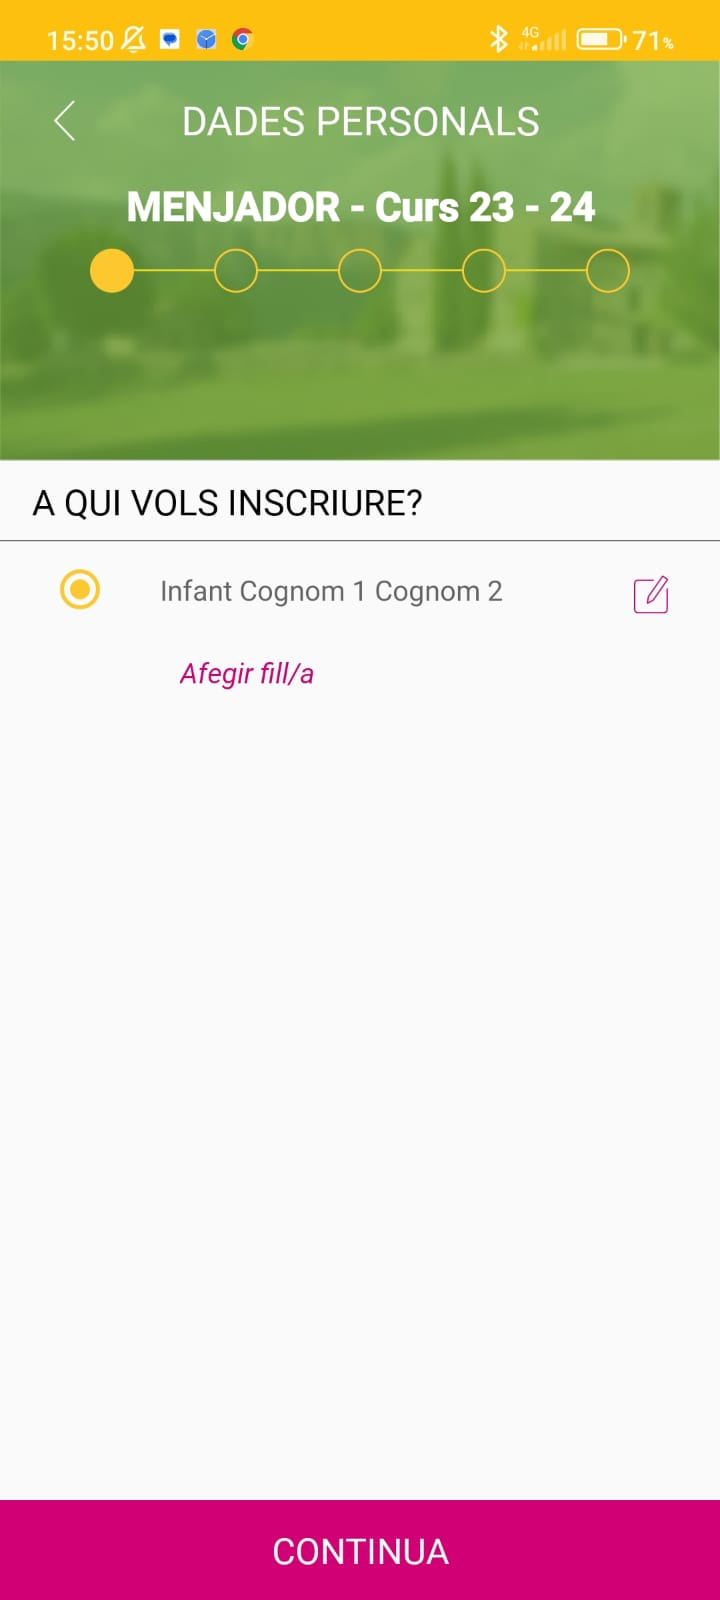 15:50 4G 71%
DADES PERSONALS
MENJADOR - Curs 23 - 24
A QUI VOLS INSCRIURE?
Infant Cognom 1 Cognom 2
Afegir fill/a
CONTINUA